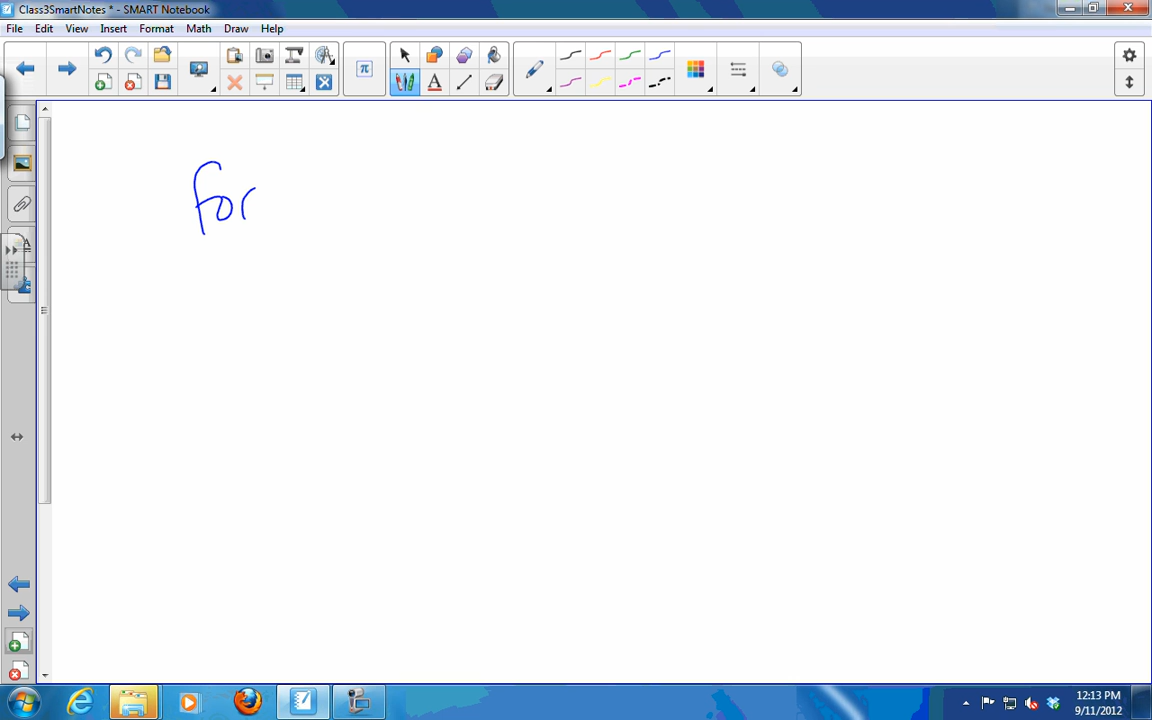 Class3SmartNotes * - SMART Notebook
File Edit View Insert Format Math Draw Help
π
A
for
12:13 PM
9/11/2012